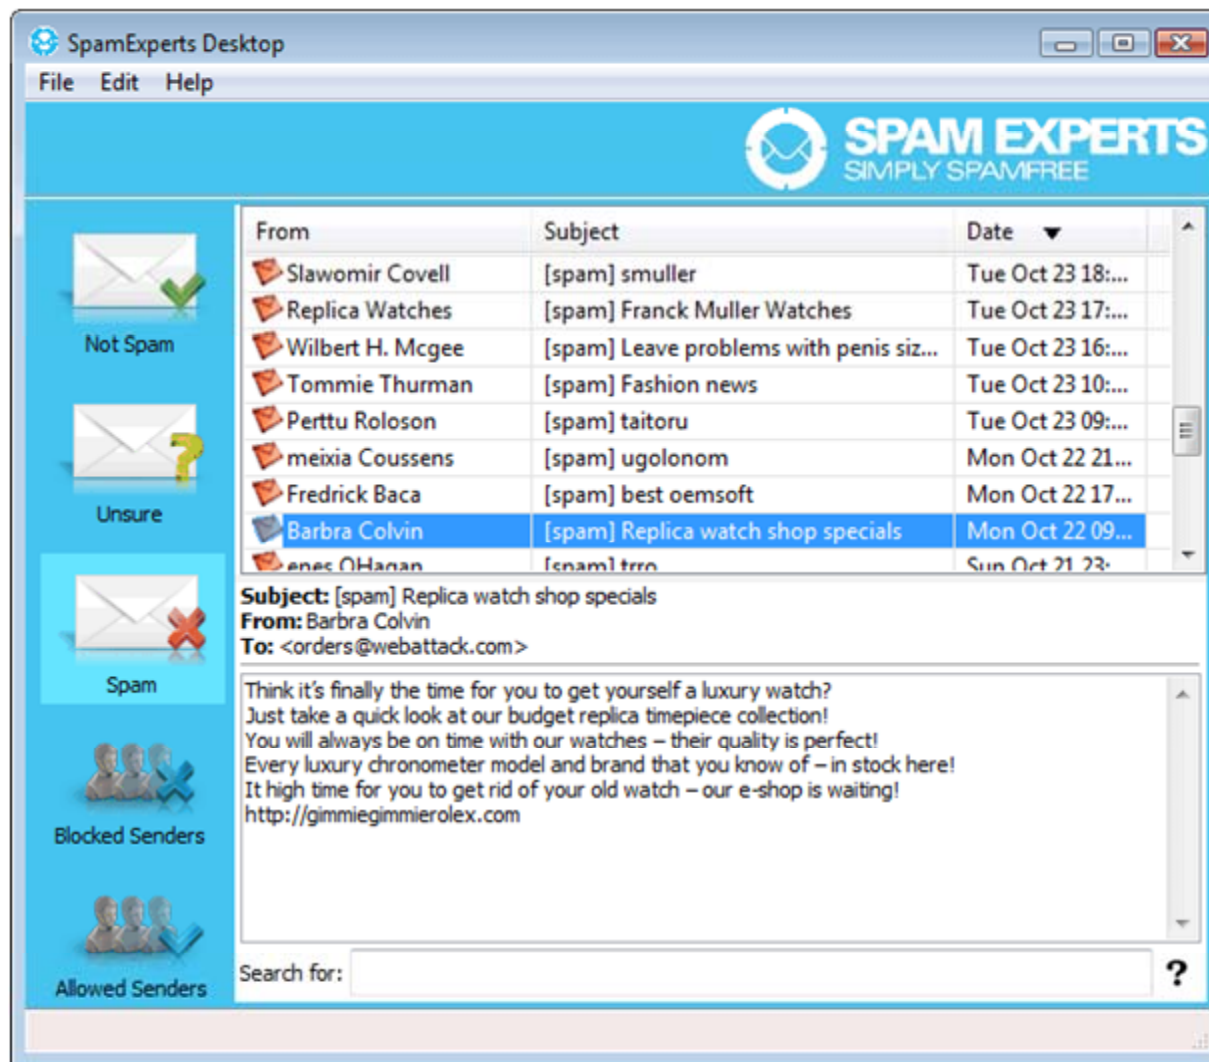 SpamExperts Desktop
File Edit Help
SPAM EXPERTS
SIMPLY SPAMFREE
Not Spam
Unsure
Spam
Blocked Senders
Allowed Senders
From Subject Date
Slawomir Covell [spam] smuller Tue Oct 23 18:...
Replica Watches [spam] Franck Muller Watches Tue Oct 23 17:...
Wilbert H. Mcgee [spam] Leave problems with penis siz... Tue Oct 23 16:...
Tommie Thurman [spam] Fashion news Tue Oct 23 10:...
Perttu Roloson [spam] taitoru Tue Oct 23 09:...
meixia Coussens [spam] ugolonom Mon Oct 22 21...
Fredrick Baca [spam] best oemsoft Mon Oct 22 17...
Barbra Colvin [spam] Replica watch shop specials Mon Oct 22 09...
enes OHagan [spam] trro Sun Oct 21 23:
Subject: [spam] Replica watch shop specials
From: Barbra Colvin
To: <orders@webattack.com>
Think it's finally the time for you to get yourself a luxury watch?
Just take a quick look at our budget replica timepiece collection!
You will always be on time with our watches – their quality is perfect!
Every luxury chronometer model and brand that you know of – in stock here!
It high time for you to get rid of your old watch – our e-shop is waiting!
http://gimmiegimmierolex.com
Search for: ?